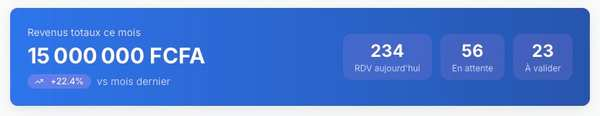 Revenus totaux ce mois
15 000 000 FCFA
+22.4% vs mois dernier
234
RDV aujourd'hui
56
En attente
23
À valider